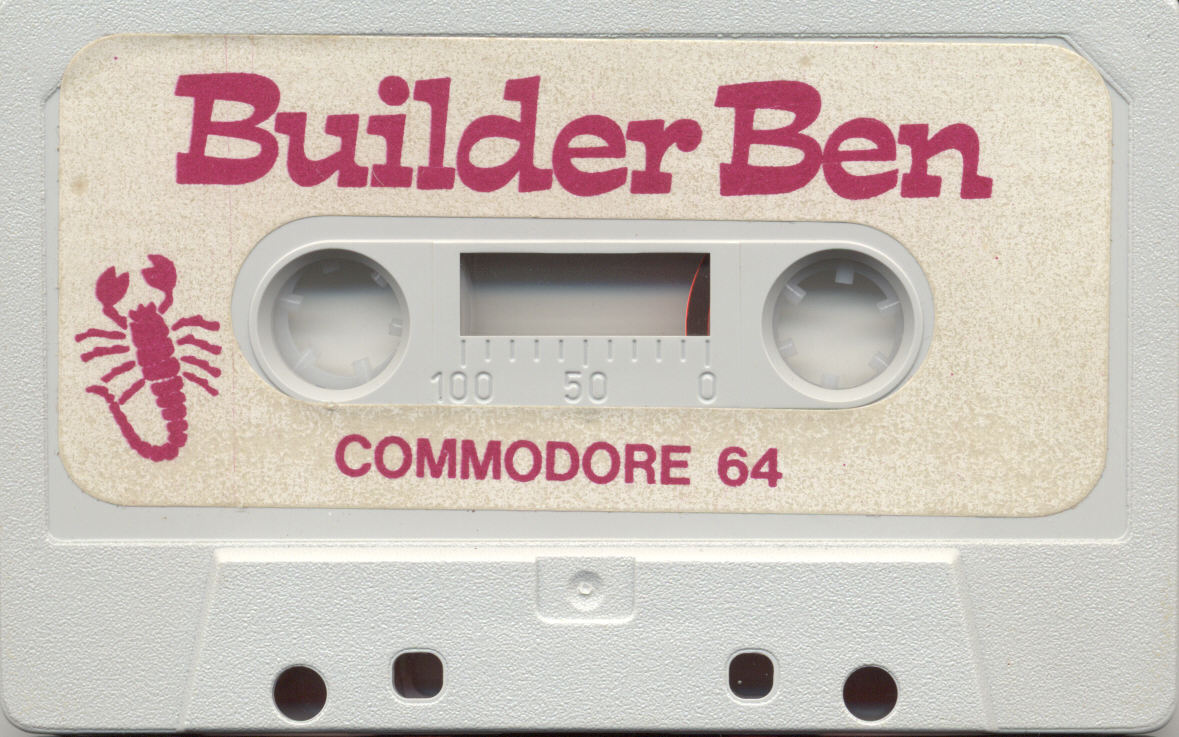 Builder Ben
100 50 0
COMMODORE 64